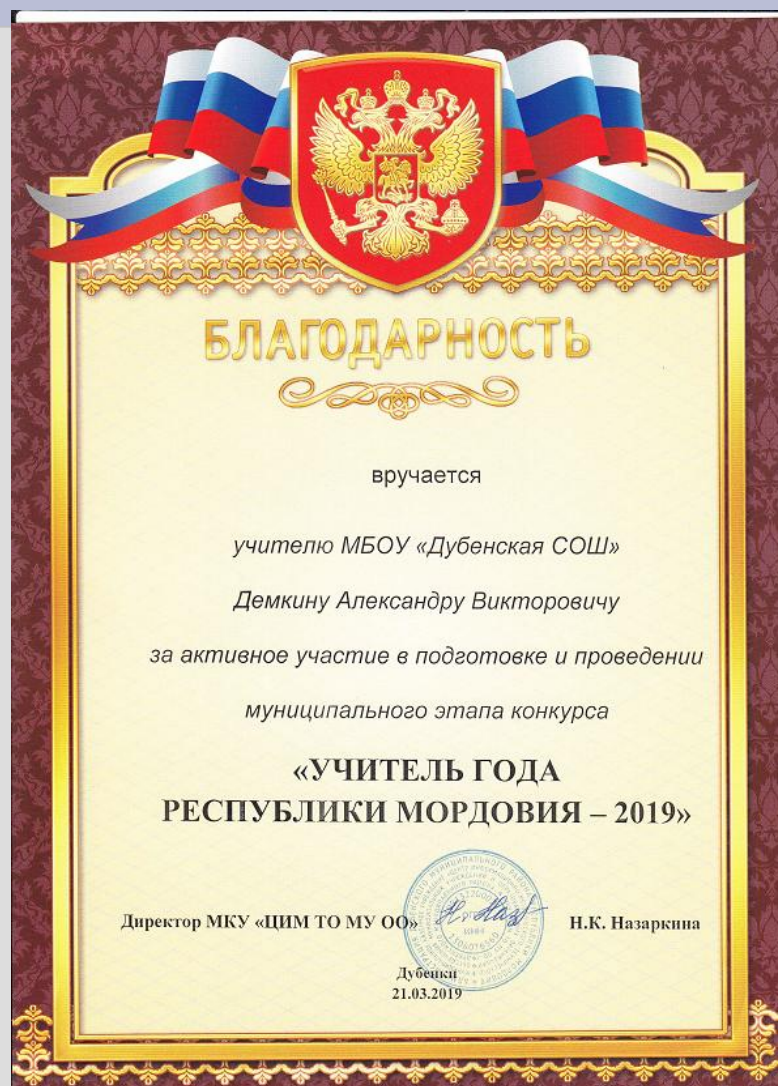 БЛАГОДАРНОСТЬ
вручается
учителю МБОУ «Дубенская СОШ»
Демкину Александру Викторовичу
за активное участие в подготовке и проведении
муниципального этапа конкурса
«УЧИТЕЛЬ ГОДА
РЕСПУБЛИКИ МОРДОВИЯ – 2019»
Директор МКУ «ЦИМ ТО МУ ОО» Н.К. Назаркина
Дубенки
21.03.2019